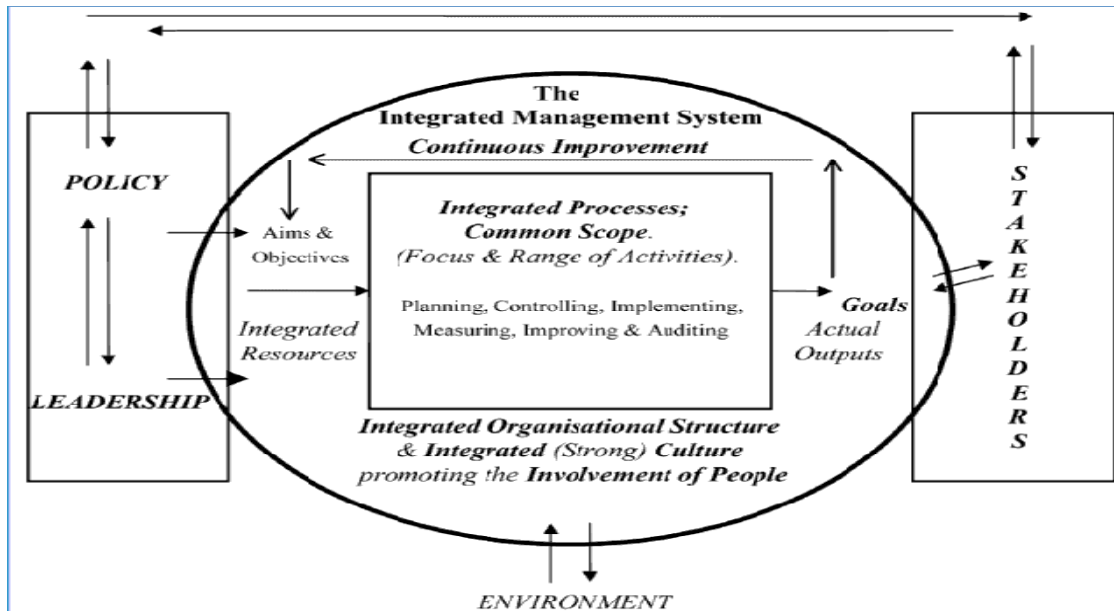 The
Integrated Management System
Continuous Improvement
POLICY
Aims &
Objectives
Integrated
Resources
LEADERSHIP
Integrated Processes;
Common Scope.
(Focus & Range of Activities).
Planning, Controlling, Implementing,
Measuring, Improving & Auditing
Goals
Actual
Outputs
Integrated Organisational Structure
& Integrated (Strong) Culture
promoting the Involvement of People
STAKEHOLDERS
ENVIRONMENT